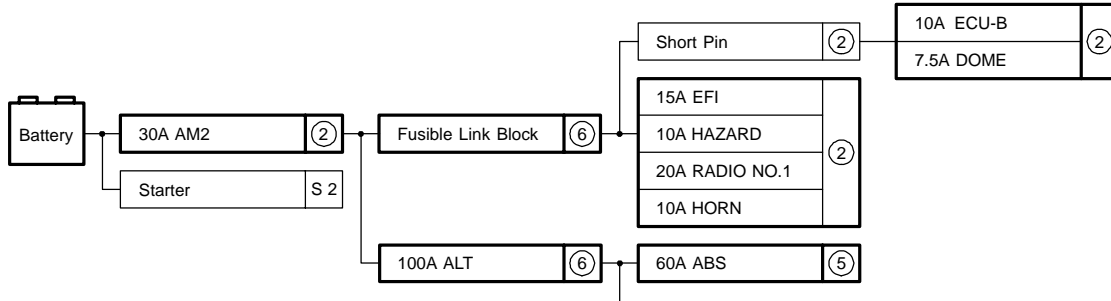 10A ECU-B
Short Pin ② ②
7.5A DOME
15A EFI
Battery 30A AM2 ② Fusible Link Block ⑥ 10A HAZARD ②
20A RADIO NO.1
Starter S 2
10A HORN
100A ALT ⑥ 60A ABS ⑤